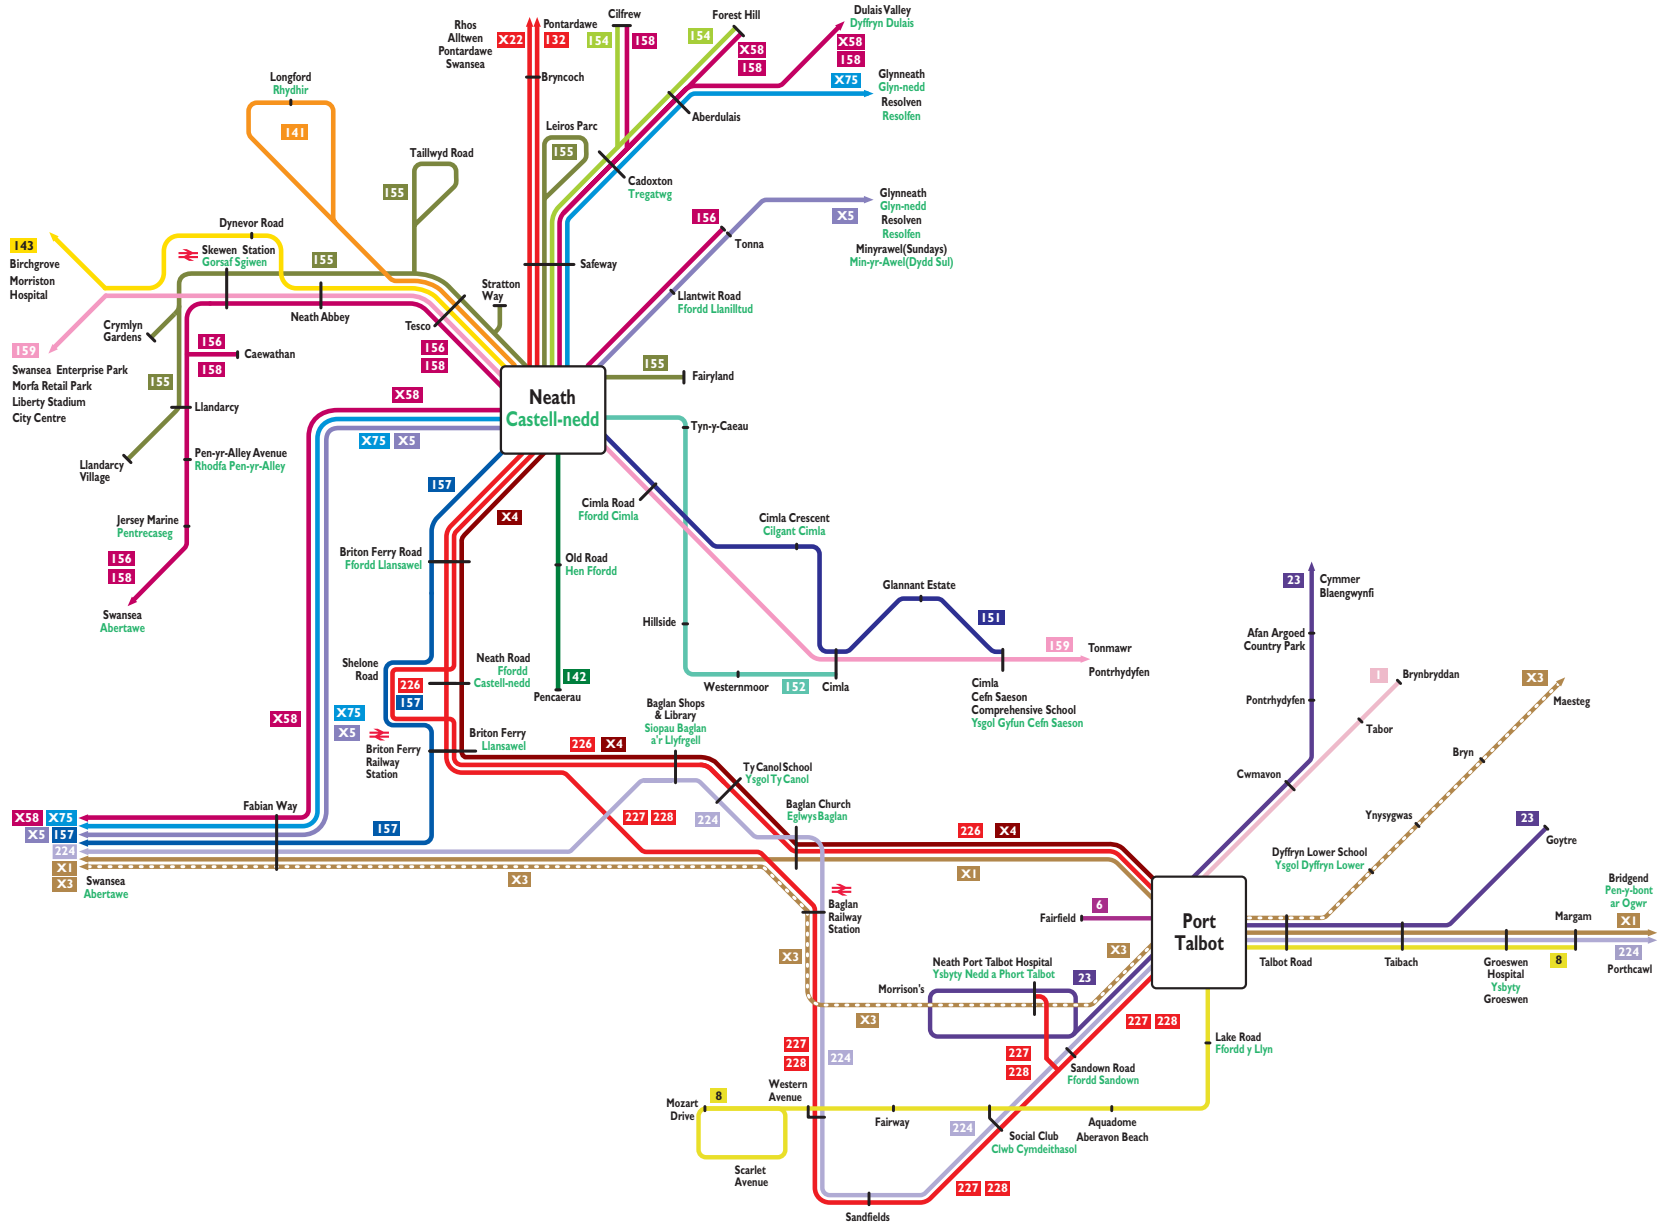 Rhos
Alltwen
Pontardawe
Swansea
X22
132
Pontardawe
Cilfrew
154
158
Forest Hill
154
X58
158
Dulais Valley
Dyffryn Dulais
X58
158
X75
Glynneath
Glyn-nedd
Resolven
Resolfen
Bryncoch
Longford
Rhydhir
141
Taillwyd Road
155
Leiros Parc
155
Aberdulais
Cadoxton
Tregatwg
156
Tonna
X5
Glynneath
Glyn-nedd
Resolven
Resolfen
Minyrawel(Sundays)
Min-yr-Awel(Dydd Sul)
143
Birchgrove
Morriston
Hospital
Dynevor Road
Skewen Station
Gorsaf Sgiwen
155
Safeway
Stratton
Way
Llantwit Road
Ffordd Llanilltud
Neath Abbey
Tesco
Crymlyn
Gardens
159
Swansea Enterprise Park
Morfa Retail Park
Liberty Stadium
City Centre
156
158
Caewathan
156
158
155
Llandarcy
X58
X75
X5
Neath
Castell-nedd
155
Fairyland
Tyn-y-Caeau
Llandarcy
Village
Pen-yr-Alley Avenue
Rhodfa Pen-yr-Alley
157
X4
Cimla Road
Ffordd Cimla
Cimla Crescent
Cilgant Cimla
Jersey Marine
Pentrecaseg
156
158
Swansea
Abertawe
Briton Ferry Road
Ffordd Llansawel
Old Road
Hen Ffordd
Glannant Estate
151
Hillside
159
Tonmawr
Pontrhydyfen
Shelone
Road
Neath Road
Ffordd
Castell-nedd
226
157
142
Pencaerau
Westernmoor
152
Cimla
Cimla
Cefn Saeson
Comprehensive School
Ysgol Gyfun Cefn Saeson
23
Cymmer
Blaengwynfi
Afan Argoed
Country Park
Pontrhydyfen
1
Brynbryddan
Tabor
X3
Maesteg
Bryn
Cwmavon
X58
X75
X5
Briton Ferry
Railway
Station
Briton Ferry
Llansawel
226
X4
Baglan Shops
& Library
Siopau Baglan
a'r Llyfrgell
Ty Canol School
Ysgol Ty Canol
Baglan Church
Eglwys Baglan
227
228
224
Fabian Way
157
X58
X75
X5
157
224
X1
X3
Swansea
Abertawe
X3
226
X4
X1
Ynysygwas
Dyffryn Lower School
Ysgol Dyffryn Lower
23
Goytre
Bridgend
Pen-y-bont
ar Ogwr
X1
224
Porthcawl
Margam
8
Groeswen
Hospital
Ysbyty
Groeswen
Taibach
Talbot Road
Port
Talbot
6
Fairfield
Baglan
Railway
Station
X3
X3
Neath Port Talbot Hospital
Ysbyty Nedd a Phort Talbot
23
Morrison's
X3
227
228
227
228
224
227
228
Sandown Road
Ffordd Sandown
Lake Road
Ffordd y Llyn
Western
Avenue
Mozart
Drive
8
Scarlet
Avenue
Fairway
224
Social Club
Clwb Cymdeithasol
Aquadome
Aberavon Beach
227
228
Sandfields